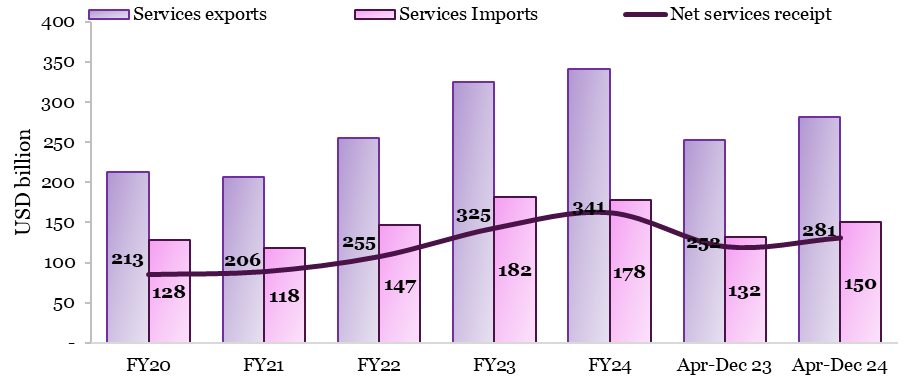 Services exports Services Imports Net services receipt
USD billion
400
350
300
250
200
150
100
50
-
213 128 206 118 255 147 325 182 341 178 252 132 281 150
FY20 FY21 FY22 FY23 FY24 Apr-Dec 23 Apr-Dec 24